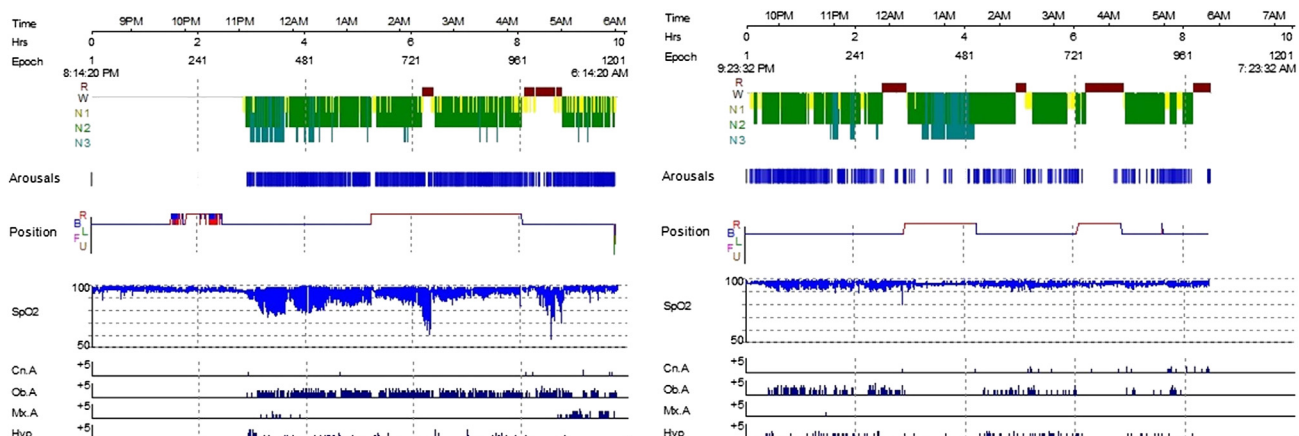 Time 9PM 10PM 11PM 12AM 1AM 2AM 3AM 4AM 5AM 6AM
Hrs 0 2 4 6 8 10
Epoch 1 241 481 721 961 1201
8:14:20 PM 6:14:20 AM
R
W
N1
N2
N3
Arousals
Position B R L F U
SpO2 100 50
Cn.A +5
Ob.A +5
Mx.A +5
Hyp +5
Time 10PM 11PM 12AM 1AM 2AM 3AM 4AM 5AM 6AM 7AM
Hrs 0 2 4 6 8 10
Epoch 1 241 481 721 961 1201
9:23:32 PM 7:23:32 AM
R
W
N1
N2
N3
Arousals
Position B R L F U
SpO2 100 50
Cn.A +5
Ob.A +5
Mx.A +5
Hyp +5